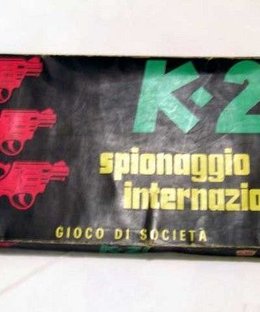 K·2
spionaggio
internazio
GIOCO DI SOCIETÀ